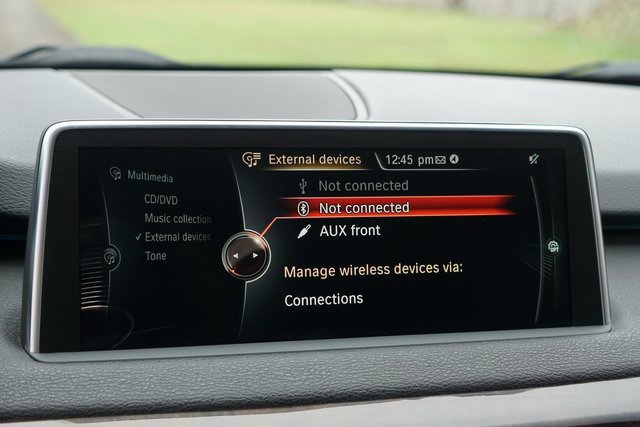 External devices
12:45 pm
Multimedia
CD/DVD
Music collection
External devices
Tone
Not connected
Not connected
AUX front
Manage wireless devices via:
Connections